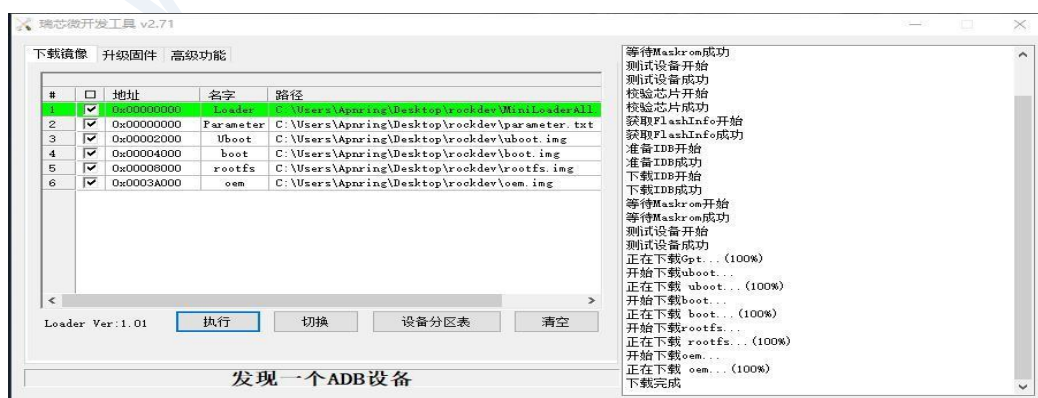 瑞芯微开发工具 v2.71
下载镜像 升级固件 高级功能
# 地址 名字 路径
1 0x00000000 Loader C:\Users\Apnring\Desktop\rockdev\MiniLoaderAll
2 0x00000000 Parameter C:\Users\Apnring\Desktop\rockdev\parameter.txt
3 0x00002000 Uboot C:\Users\Apnring\Desktop\rockdev\uboot.img
4 0x00004000 boot C:\Users\Apnring\Desktop\rockdev\boot.img
5 0x00008000 rootfs C:\Users\Apnring\Desktop\rockdev\rootfs.img
6 0x0003A000 oem C:\Users\Apnring\Desktop\rockdev\oem.img
Loader Ver:1.01 执行 切换 设备分区表 清空
发现一个ADB设备
等待Maskrom成功
测试设备开始
测试设备成功
校验芯片开始
校验芯片成功
获取FlashInfo开始
获取FlashInfo成功
准备IDB开始
准备IDB成功
下载IDB开始
下载IDB成功
等待Maskrom开始
等待Maskrom成功
测试设备开始
测试设备成功
正在下载Gpt...(100%)
开始下载uboot...
正在下载 uboot...(100%)
开始下载boot...
正在下载 boot...(100%)
开始下载rootfs...
正在下载 rootfs...(100%)
开始下载oem...
正在下载 oem...(100%)
下载完成